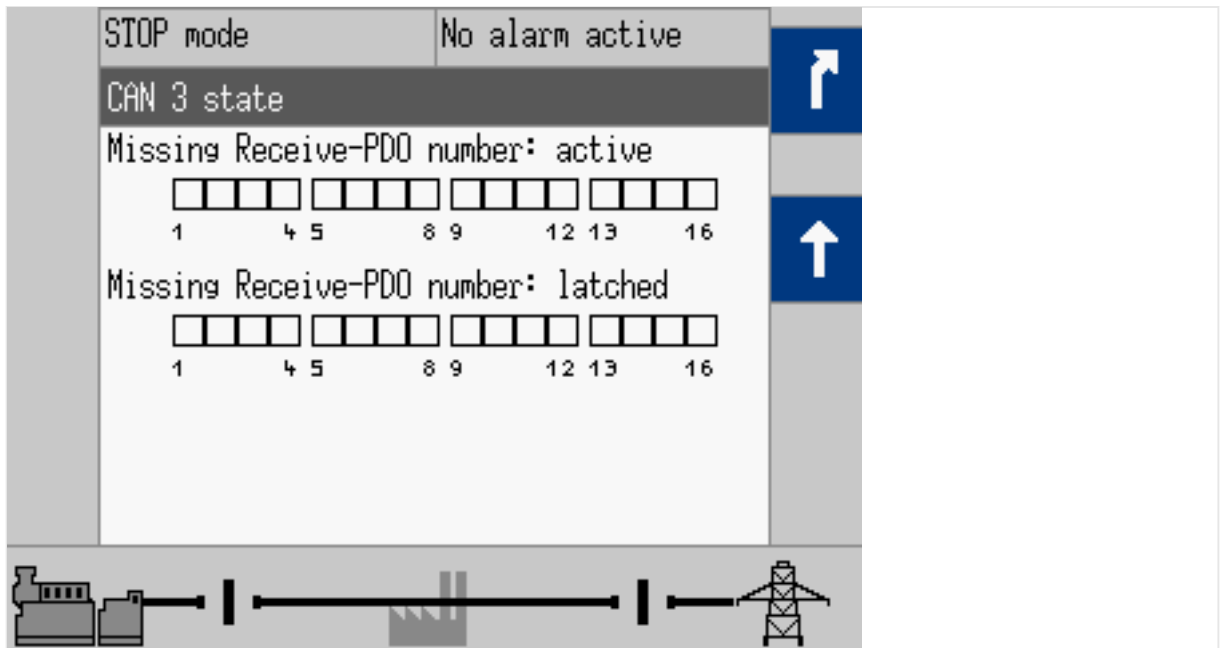 STOP mode No alarm active
CAN 3 state
Missing Receive-PDO number: active
1 4 5 8 9 12 13 16
Missing Receive-PDO number: latched
1 4 5 8 9 12 13 16